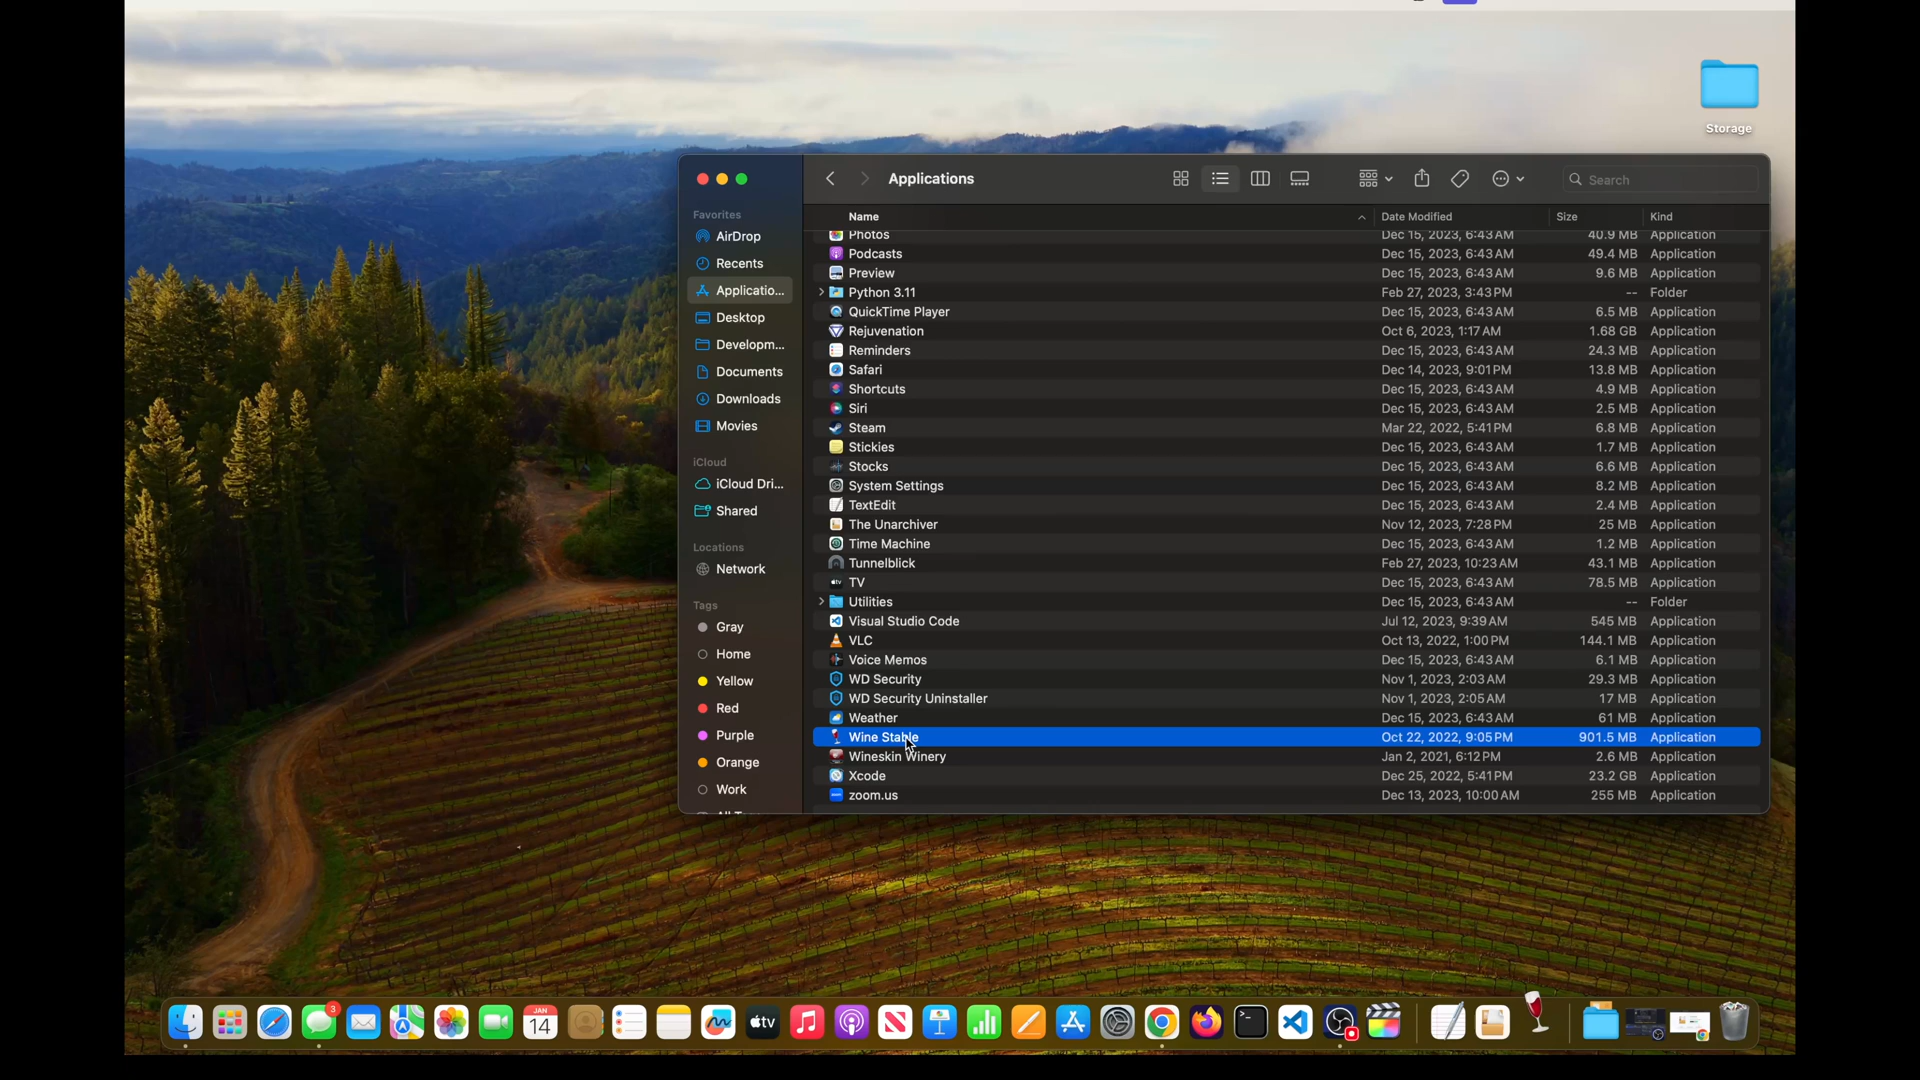 Storage
Applications
Search
Name Date Modified Size Kind
Favorites
AirDrop
Recents
Applicatio...
Desktop
Developm...
Documents
Downloads
Movies
iCloud
iCloud Dri...
Shared
Locations
Network
Tags
Gray
Home
Yellow
Red
Purple
Orange
Work
Photos Dec 15, 2023, 6:43 AM 40.9 MB Application
Podcasts Dec 15, 2023, 6:43 AM 49.4 MB Application
Preview Dec 15, 2023, 6:43 AM 9.6 MB Application
Python 3.11 Feb 27, 2023, 3:43 PM -- Folder
QuickTime Player Dec 15, 2023, 6:43 AM 6.5 MB Application
Rejuvenation Oct 6, 2023, 1:17 AM 1.68 GB Application
Reminders Dec 15, 2023, 6:43 AM 24.3 MB Application
Safari Dec 14, 2023, 9:01 PM 13.8 MB Application
Shortcuts Dec 15, 2023, 6:43 AM 4.9 MB Application
Siri Dec 15, 2023, 6:43 AM 2.5 MB Application
Steam Mar 22, 2022, 5:41 PM 6.8 MB Application
Stickies Dec 15, 2023, 6:43 AM 1.7 MB Application
Stocks Dec 15, 2023, 6:43 AM 6.6 MB Application
System Settings Dec 15, 2023, 6:43 AM 8.2 MB Application
TextEdit Dec 15, 2023, 6:43 AM 2.4 MB Application
The Unarchiver Nov 12, 2023, 7:28 PM 25 MB Application
Time Machine Dec 15, 2023, 6:43 AM 1.2 MB Application
Tunnelblick Feb 27, 2023, 10:23 AM 43.1 MB Application
TV Dec 15, 2023, 6:43 AM 78.5 MB Application
Utilities Dec 15, 2023, 6:43 AM -- Folder
Visual Studio Code Jul 12, 2023, 9:39 AM 545 MB Application
VLC Oct 13, 2022, 1:00 PM 144.1 MB Application
Voice Memos Dec 15, 2023, 6:43 AM 6.1 MB Application
WD Security Nov 1, 2023, 2:03 AM 29.3 MB Application
WD Security Uninstaller Nov 1, 2023, 2:05 AM 17 MB Application
Weather Dec 15, 2023, 6:43 AM 61 MB Application
Wine Stable Oct 22, 2022, 9:05 PM 901.5 MB Application
Wineskin Winery Jan 2, 2021, 6:12 PM 2.6 MB Application
Xcode Dec 25, 2022, 5:41 PM 23.2 GB Application
zoom.us Dec 13, 2023, 10:00 AM 255 MB Application
3
JAN
14
tv